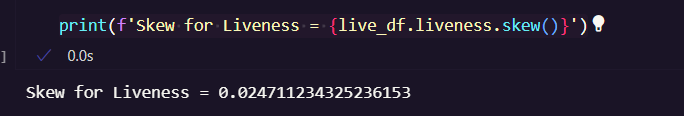 print(f'Skew for Liveness = {live_df.liveness.skew()}')
]
0.0s
Skew for Liveness = 0.024711234325236153